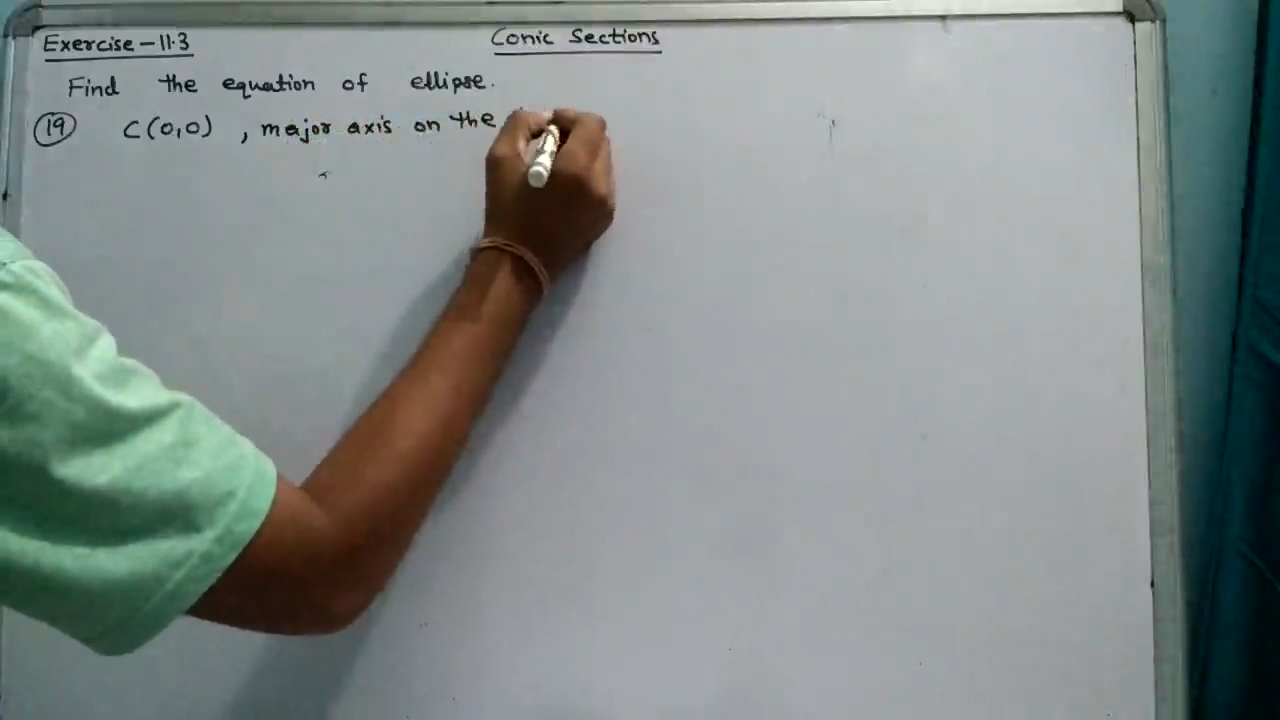 Exercise-11.3
Conic Sections
Find the equation of ellipse.
19 C(0,0), major axis on the